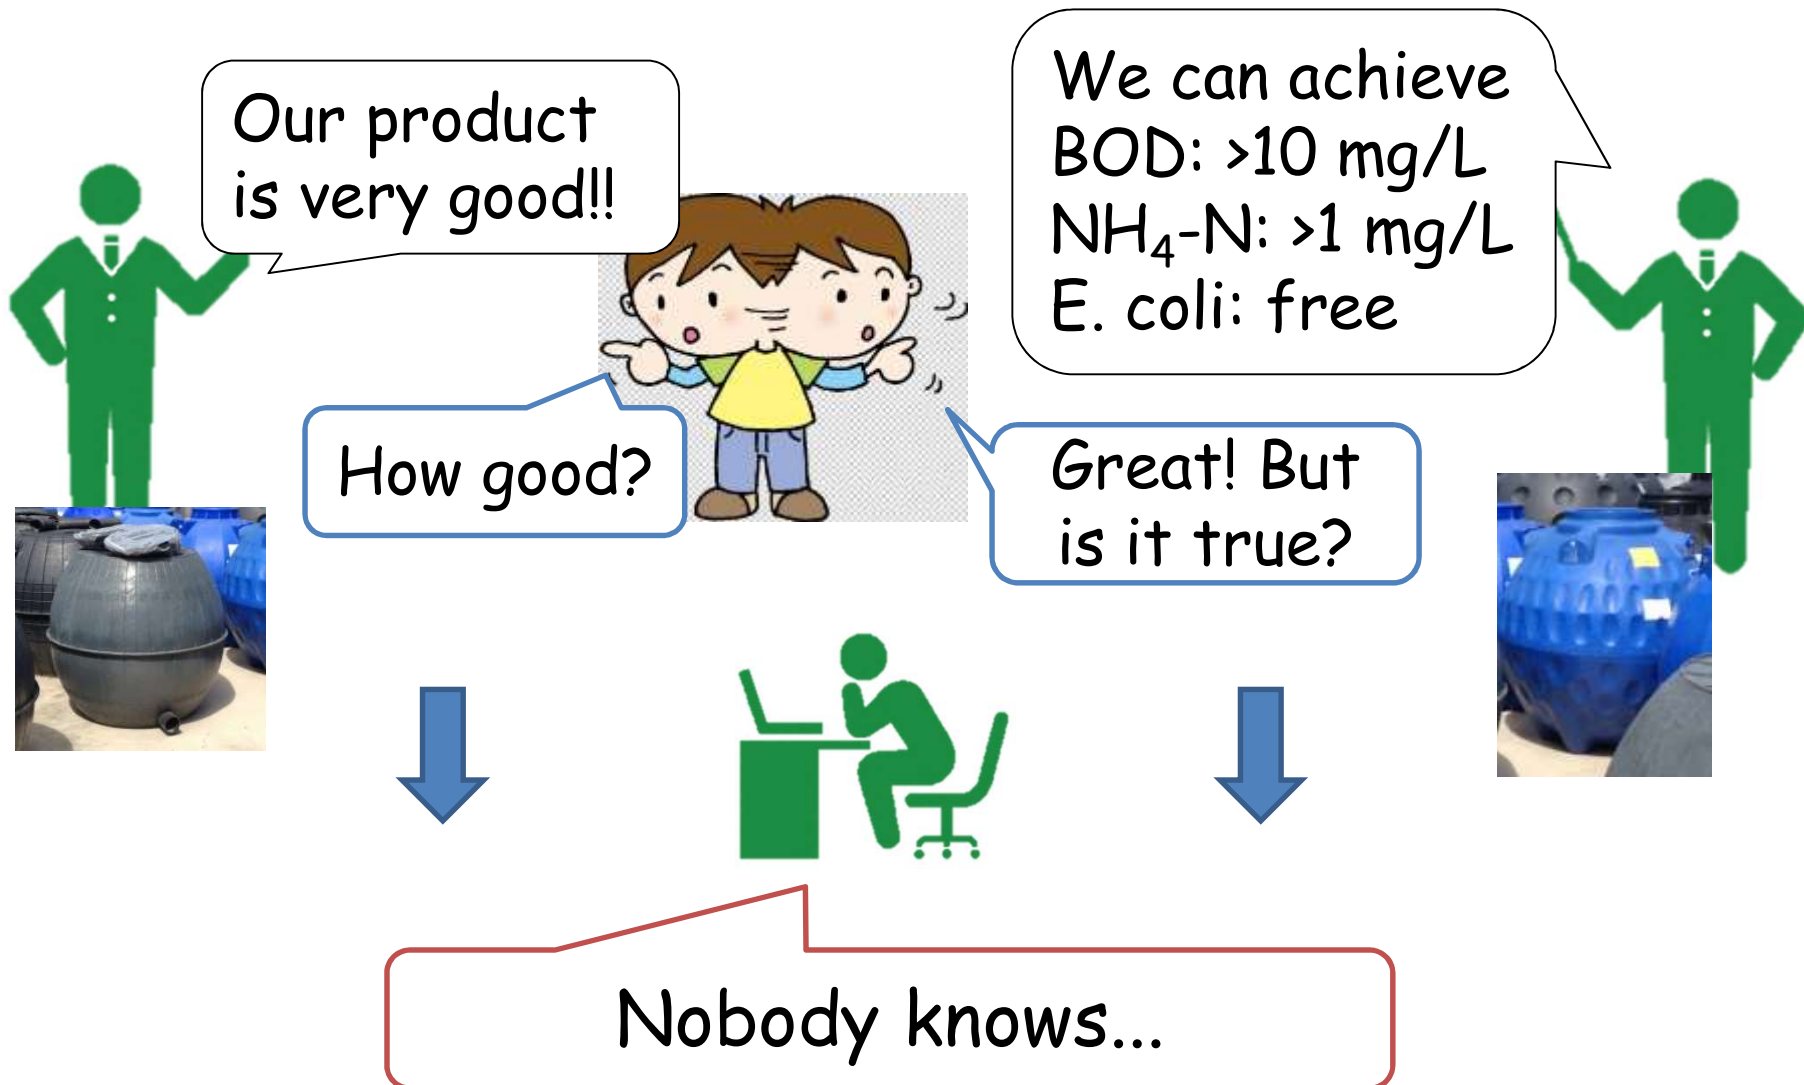 Our product
is very good!!
We can achieve
BOD: >10 mg/L
NH₄-N: >1 mg/L
E. coli: free
How good?
Great! But
is it true?
Nobody knows...